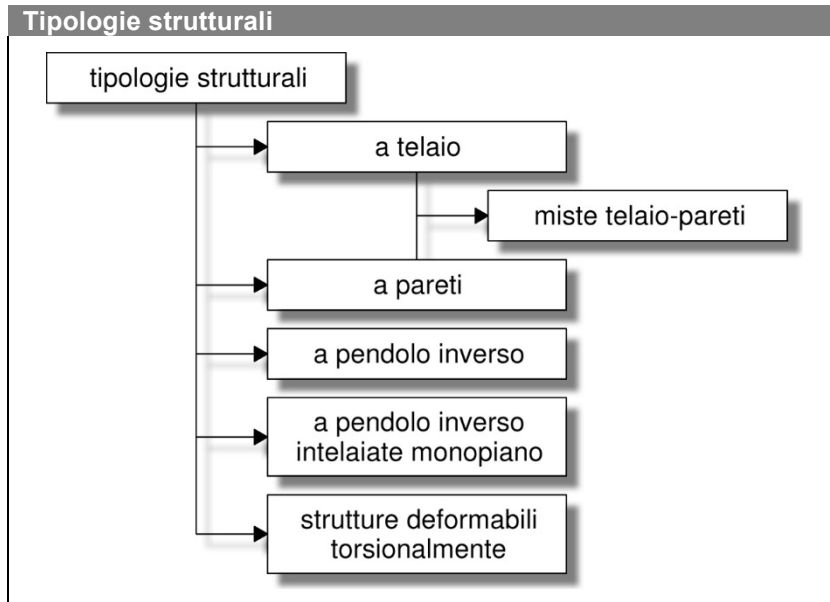 Tipologie strutturali
tipologie strutturali
a telaio
miste telaio-pareti
a pareti
a pendolo inverso
a pendolo inverso
intelaiate monopiano
strutture deformabili
torsionalmente